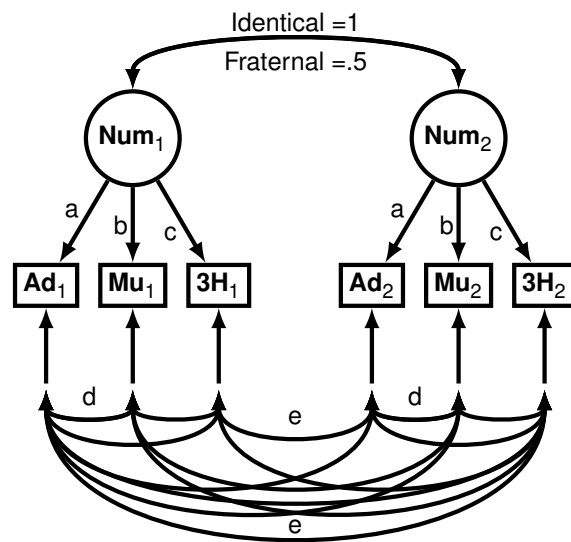 Identical =1
Fraternal =.5
Num₁ Num₂
a b c a b c
Ad₁ Mu₁ 3H₁ Ad₂ Mu₂ 3H₂
d e d
e